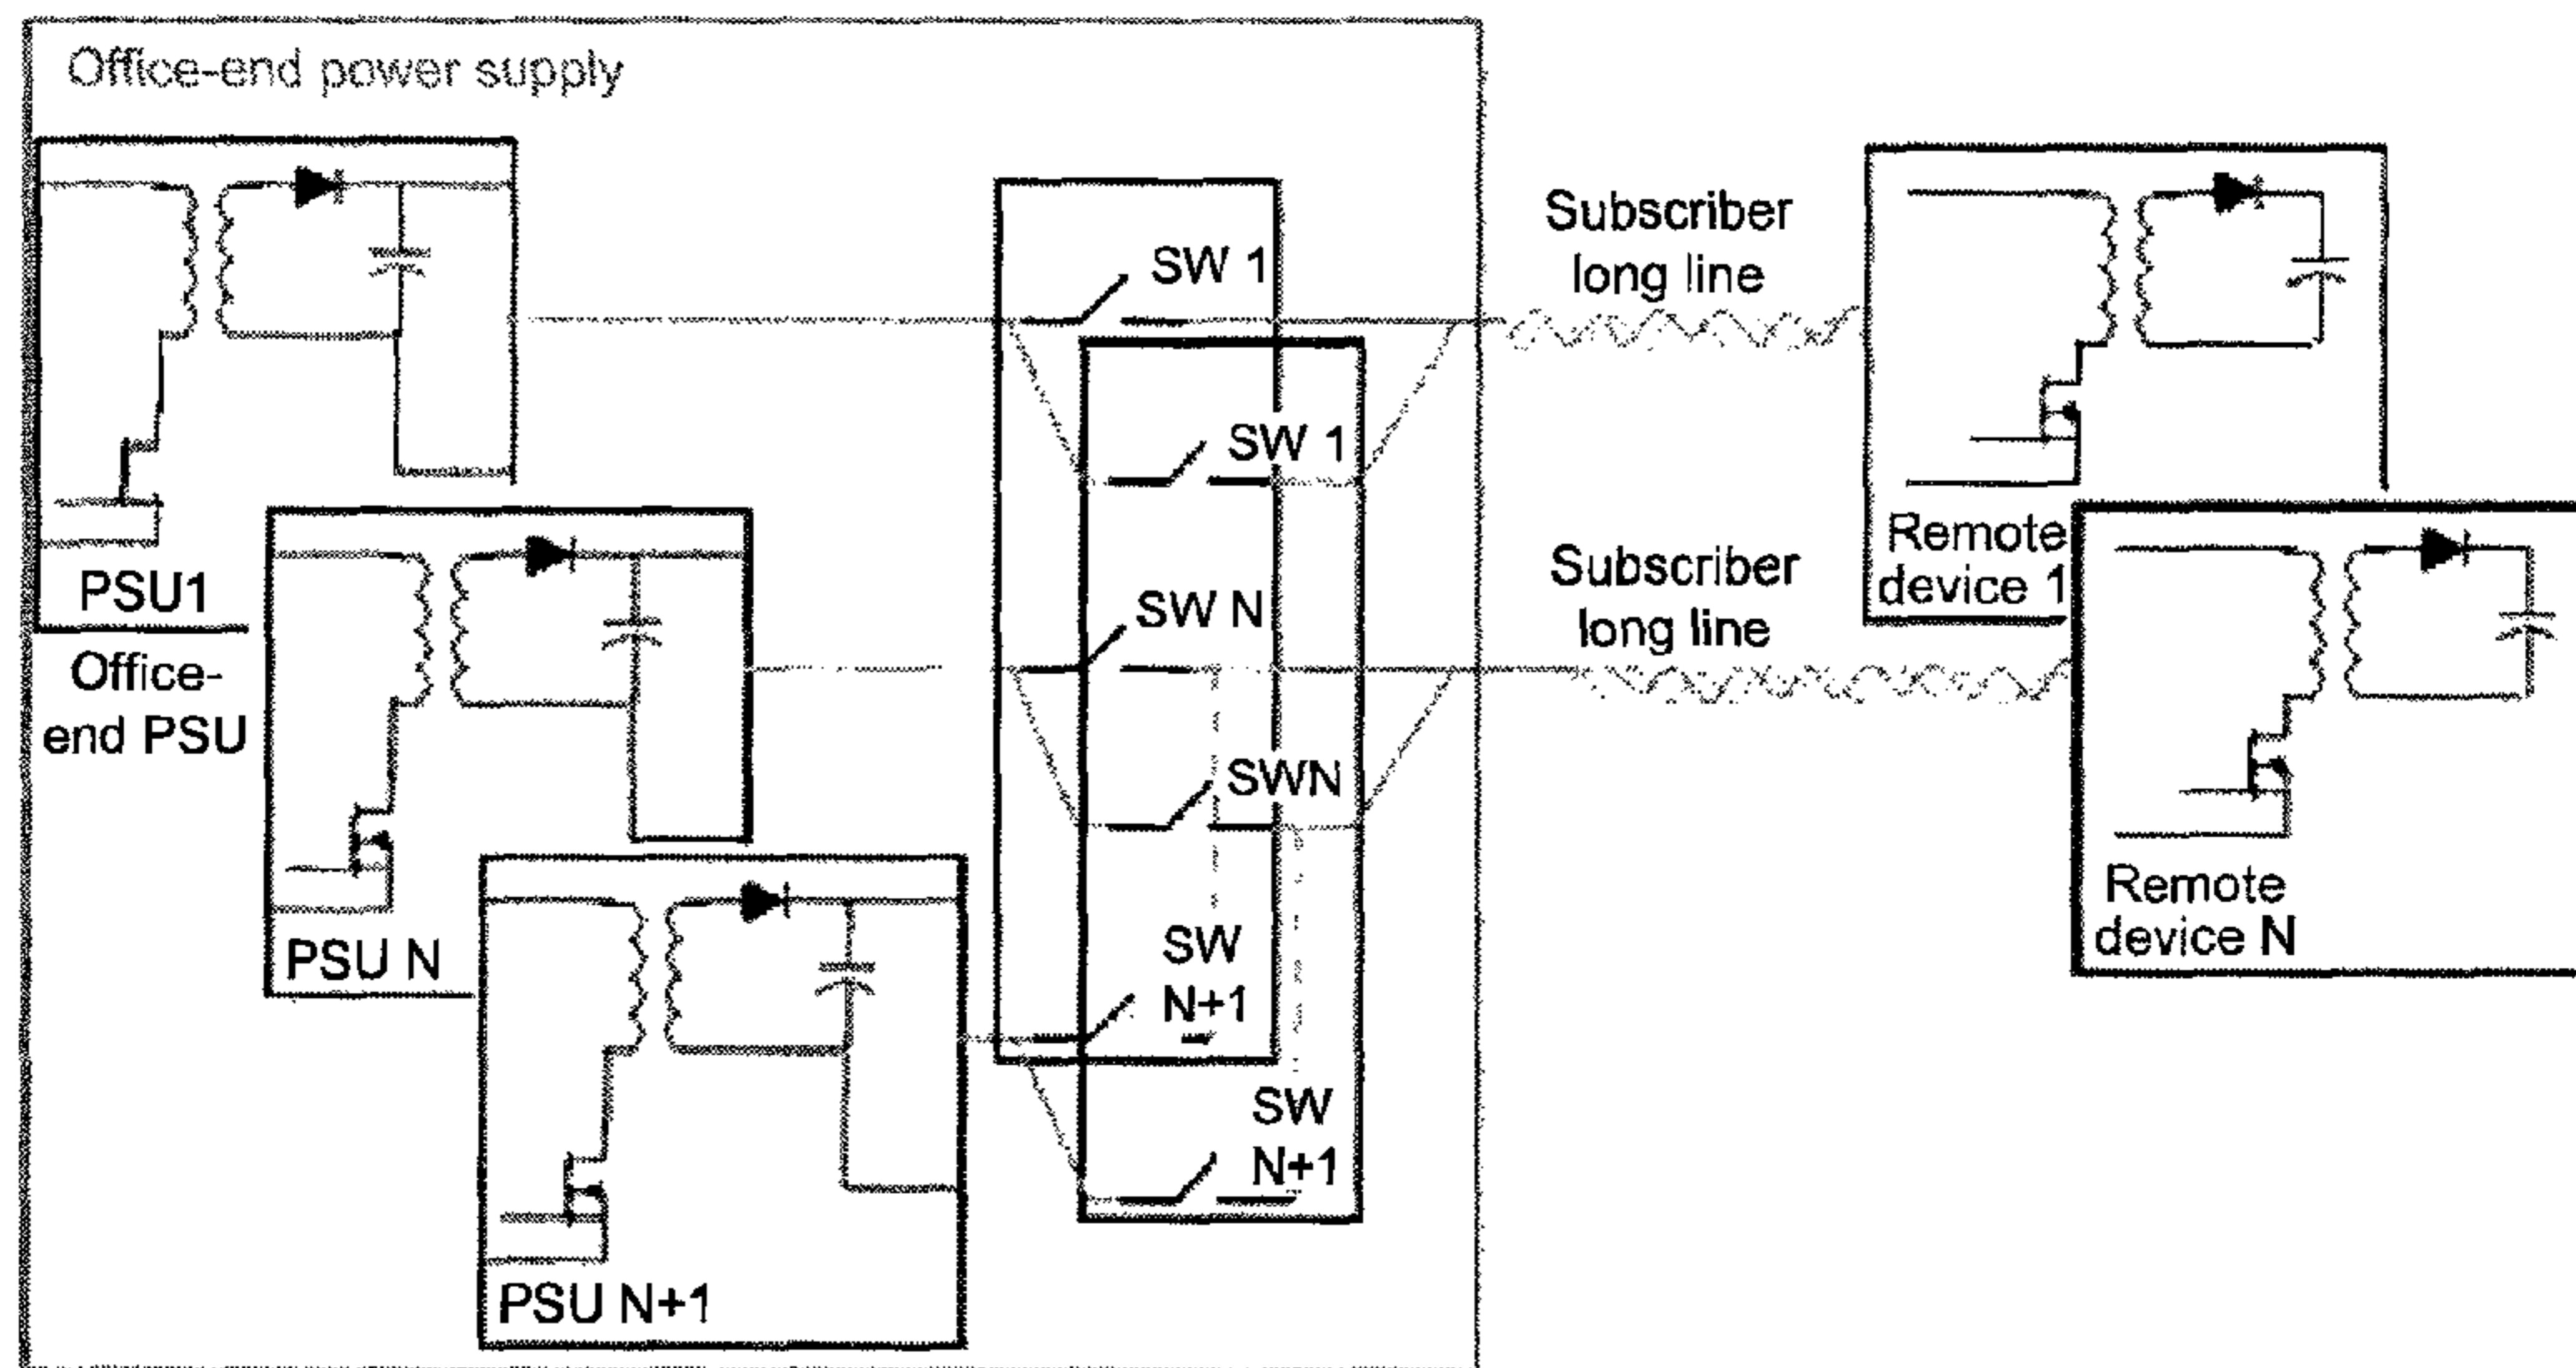 Office-end power supply
PSU1
Office-
end PSU
PSU N
PSU N+1
SW 1
SW 1
SW N
SWN
SW
N+1
SW
N+1
Subscriber
long line
Subscriber
long line
Remote
device 1
Remote
device N